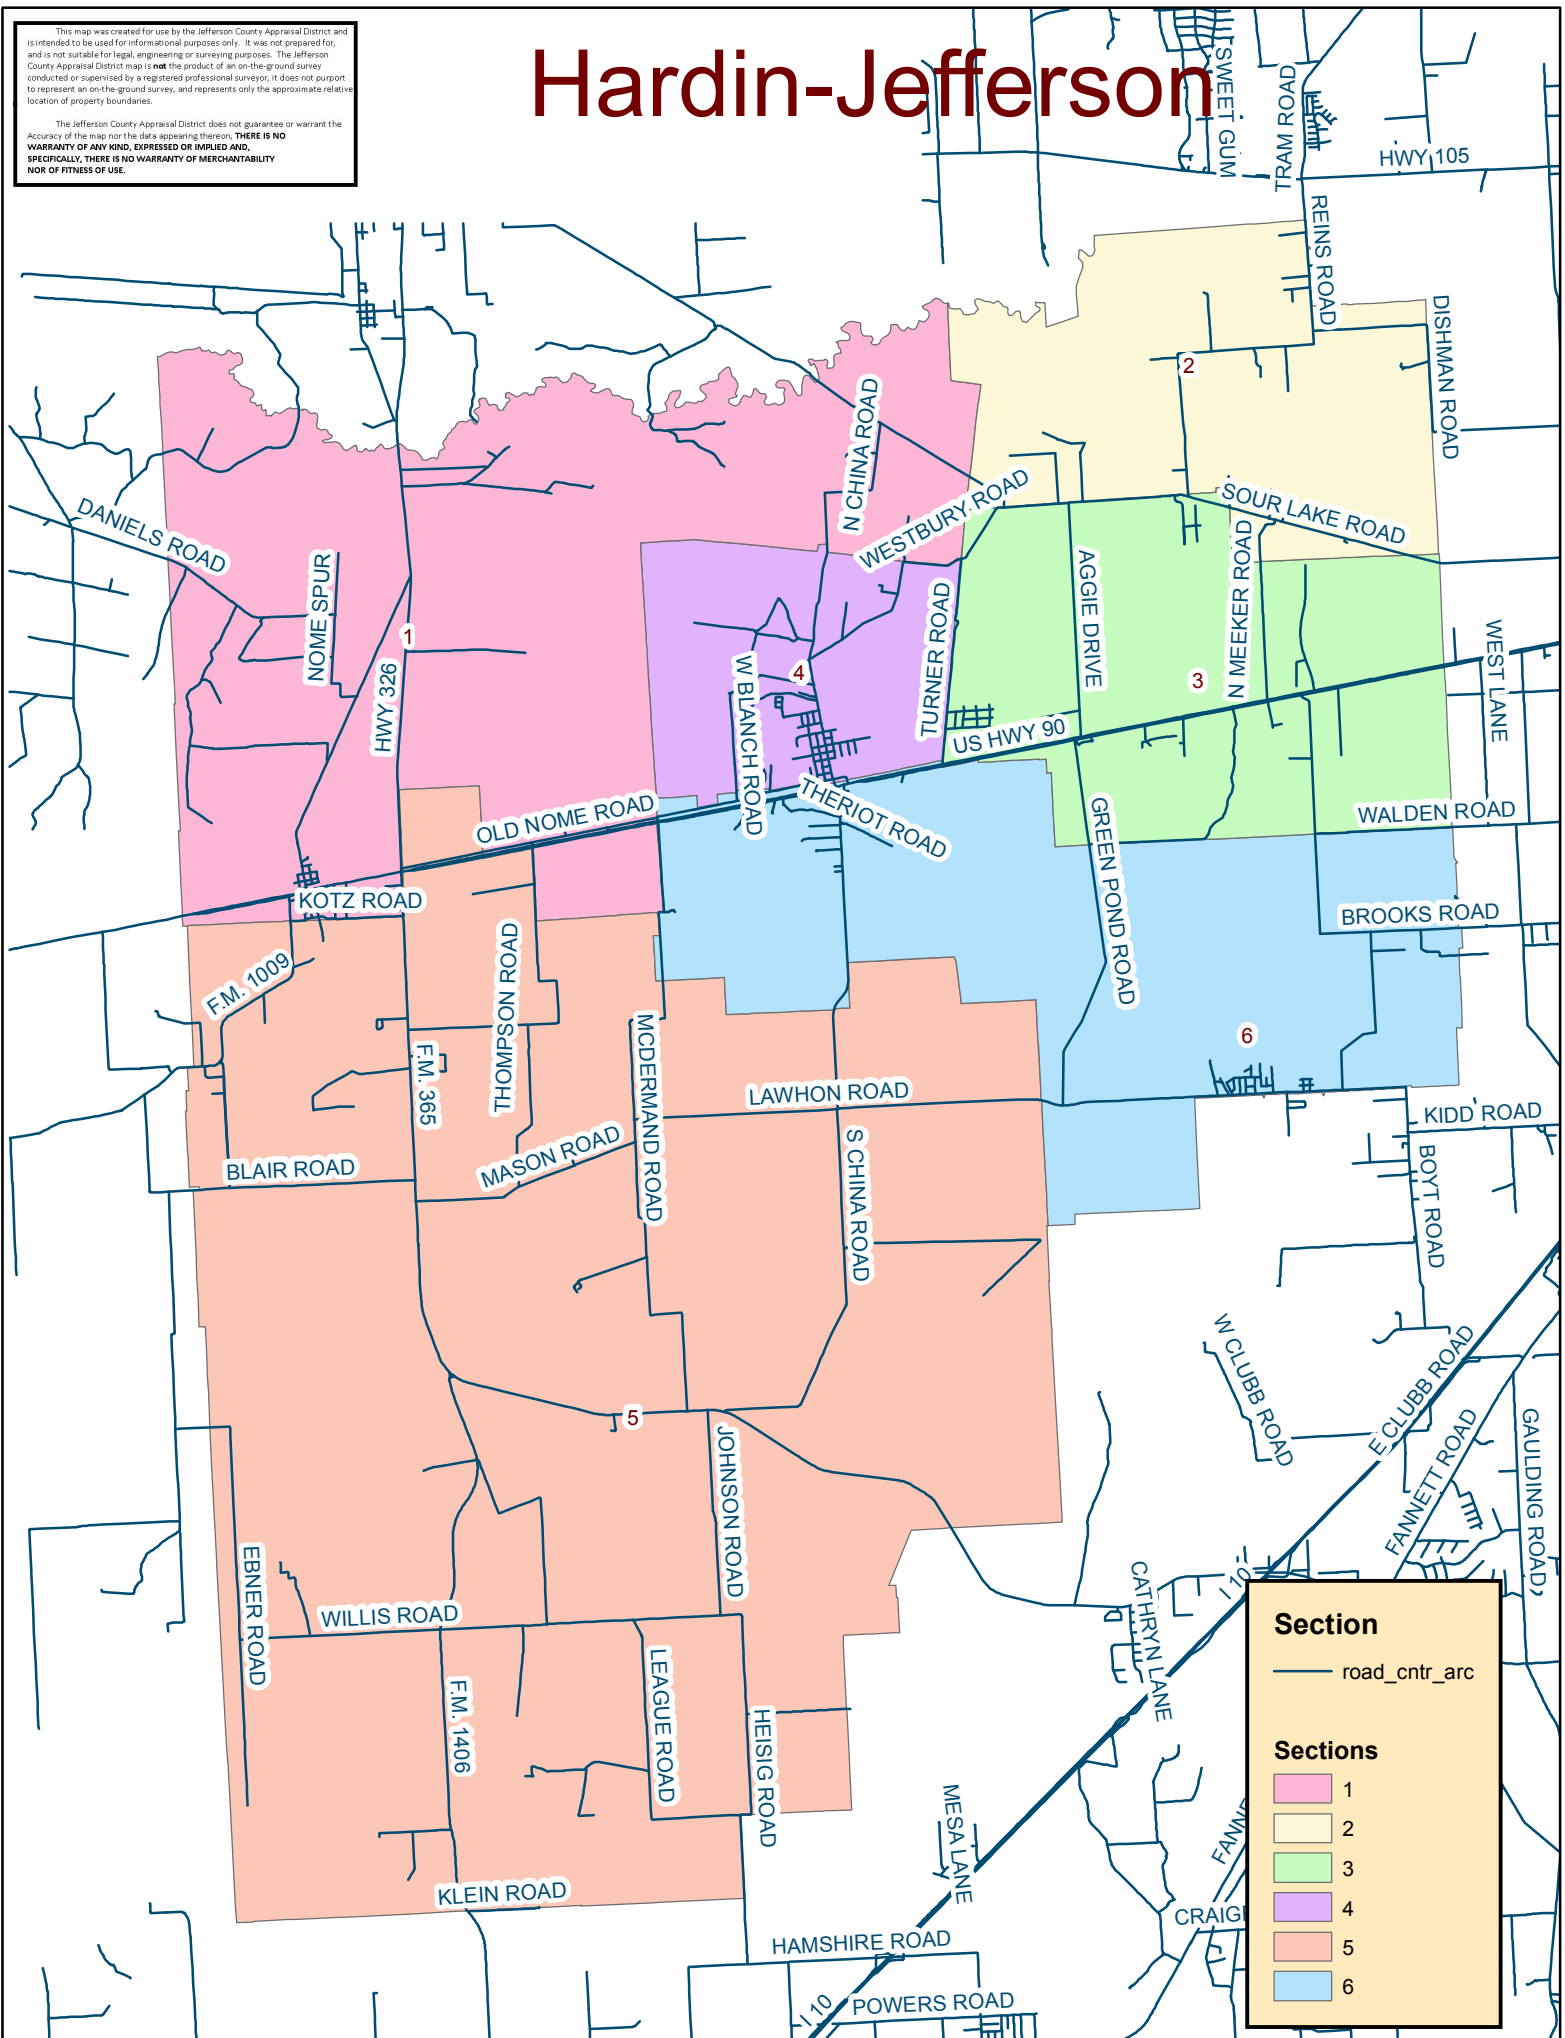 This map was created for use by the Jefferson County Appraisal District and
is intended to be used for informational purposes only. It was not prepared for,
and is not suitable for legal, engineering or surveying purposes. The Jefferson
County Appraisal District map is not the product of an on-the-ground survey
conducted or supervised by a registered professional surveyor, it does not purport
to represent an on-the-ground survey, and represents only the approximate relative
location of property boundaries.
The Jefferson County Appraisal District does not guarantee or warrant the
Accuracy of the map nor the data appearing thereon, THERE IS NO
WARRANTY OF ANY KIND, EXPRESSED OR IMPLIED AND,
SPECIFICALLY, THERE IS NO WARRANTY OF MERCHANTABILITY
NOR OF FITNESS OF USE.
Hardin-Jefferson
SWEET GUM
TRAM ROAD
HWY 105
REINS ROAD
DISHMAN ROAD
2
N CHINA ROAD
WESTBURY ROAD
SOUR LAKE ROAD
DANIELS ROAD
NOME SPUR
1
HWY 326
W BLANCH ROAD
4
TURNER ROAD
AGGIE DRIVE
3
N MEEKER ROAD
WEST LANE
US HWY 90
OLD NOME ROAD
THERIOT ROAD
GREEN POND ROAD
WALDEN ROAD
KOTZ ROAD
BROOKS ROAD
F.M. 1009
THOMPSON ROAD
F.M. 365
MCDERMAND ROAD
6
LAWHON ROAD
KIDD ROAD
BLAIR ROAD
MASON ROAD
S CHINA ROAD
BOYT ROAD
W CLUBB ROAD
E CLUBB ROAD
5
JOHNSON ROAD
FANNETT ROAD
GAULDING ROAD
EBNER ROAD
WILLIS ROAD
CATHRYN LANE
I 10
F.M. 1406
LEAGUE ROAD
HEISIG ROAD
MESA LANE
FANNE
KLEIN ROAD
CRAIG
HAMSHIRE ROAD
I 10
POWERS ROAD
Section
road_cntr_arc
Sections
1
2
3
4
5
6